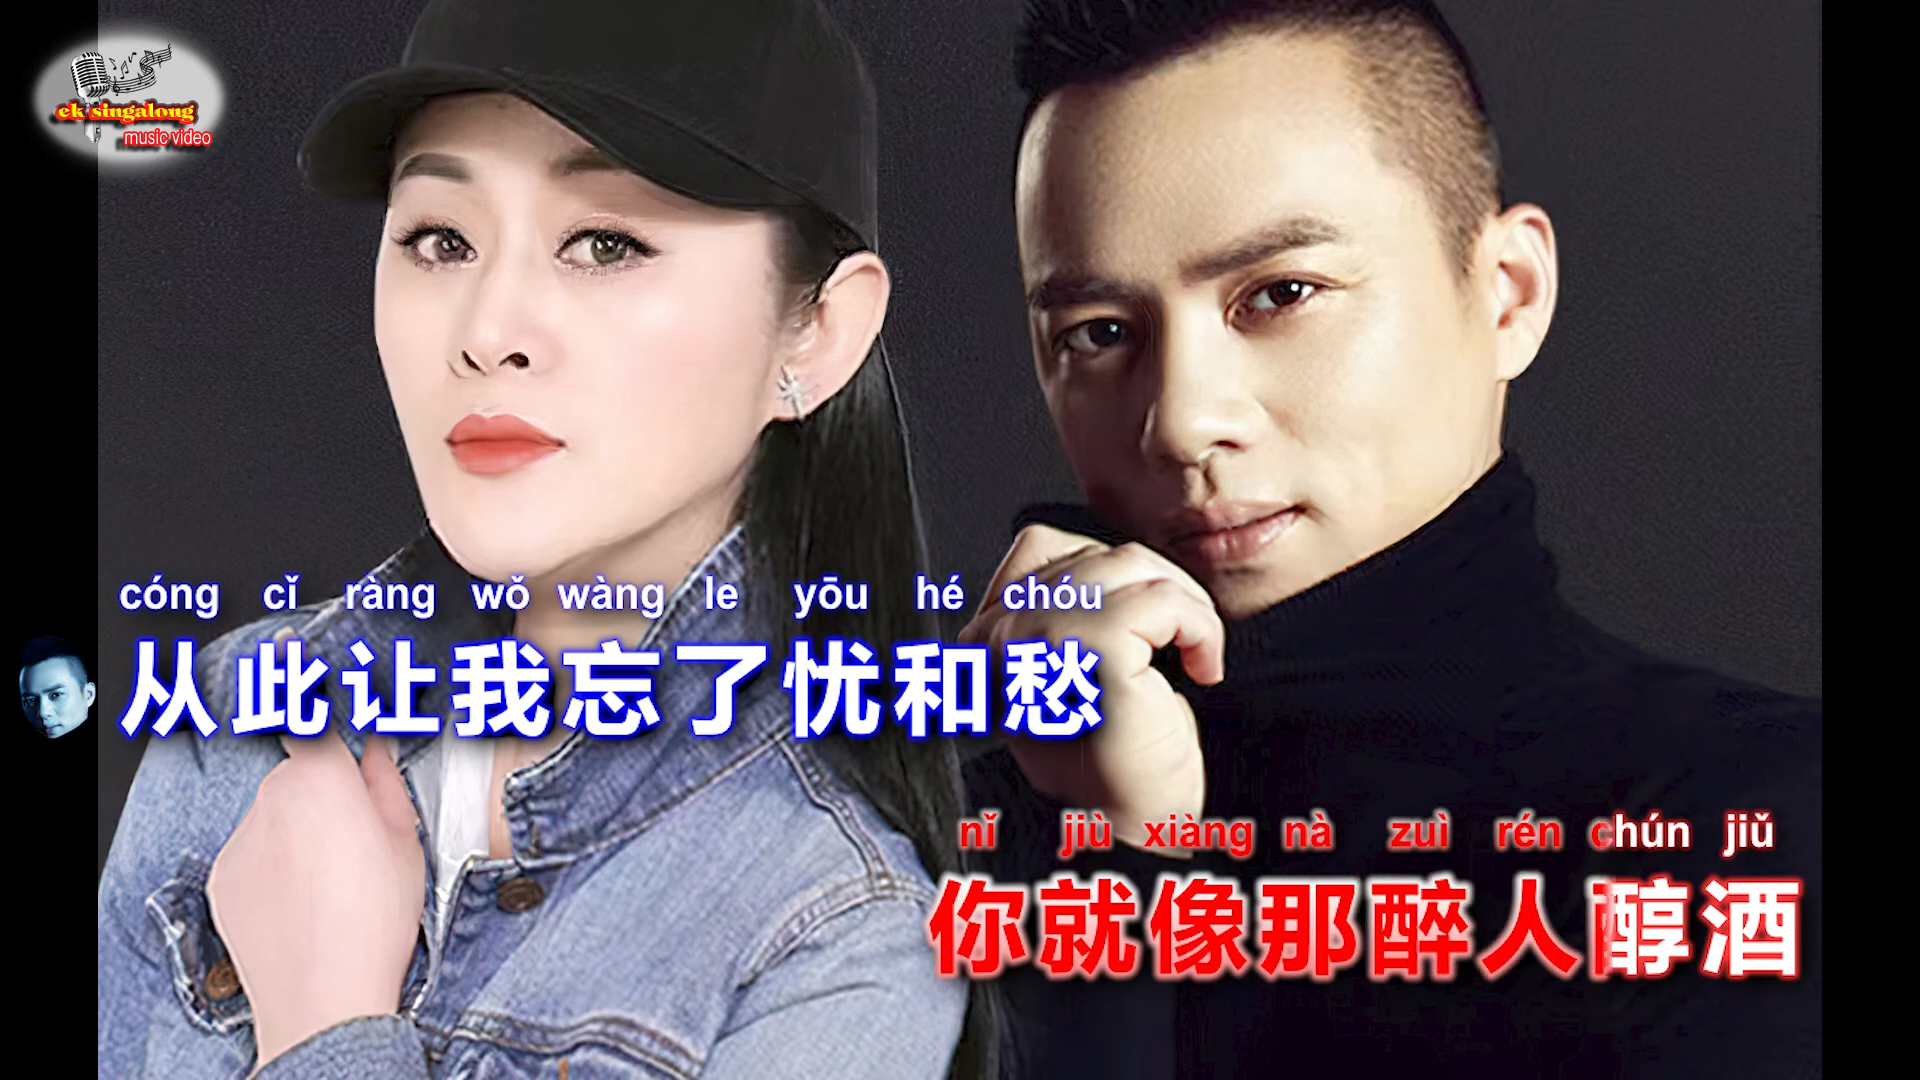 ek singalong
music video
cóng cǐ ràng wǒ wàng le yōu hé chóu
从此让我忘了忧和愁
nǐ jiù xiàng nà zuì rén chún jiǔ
你就像那醉人醇酒